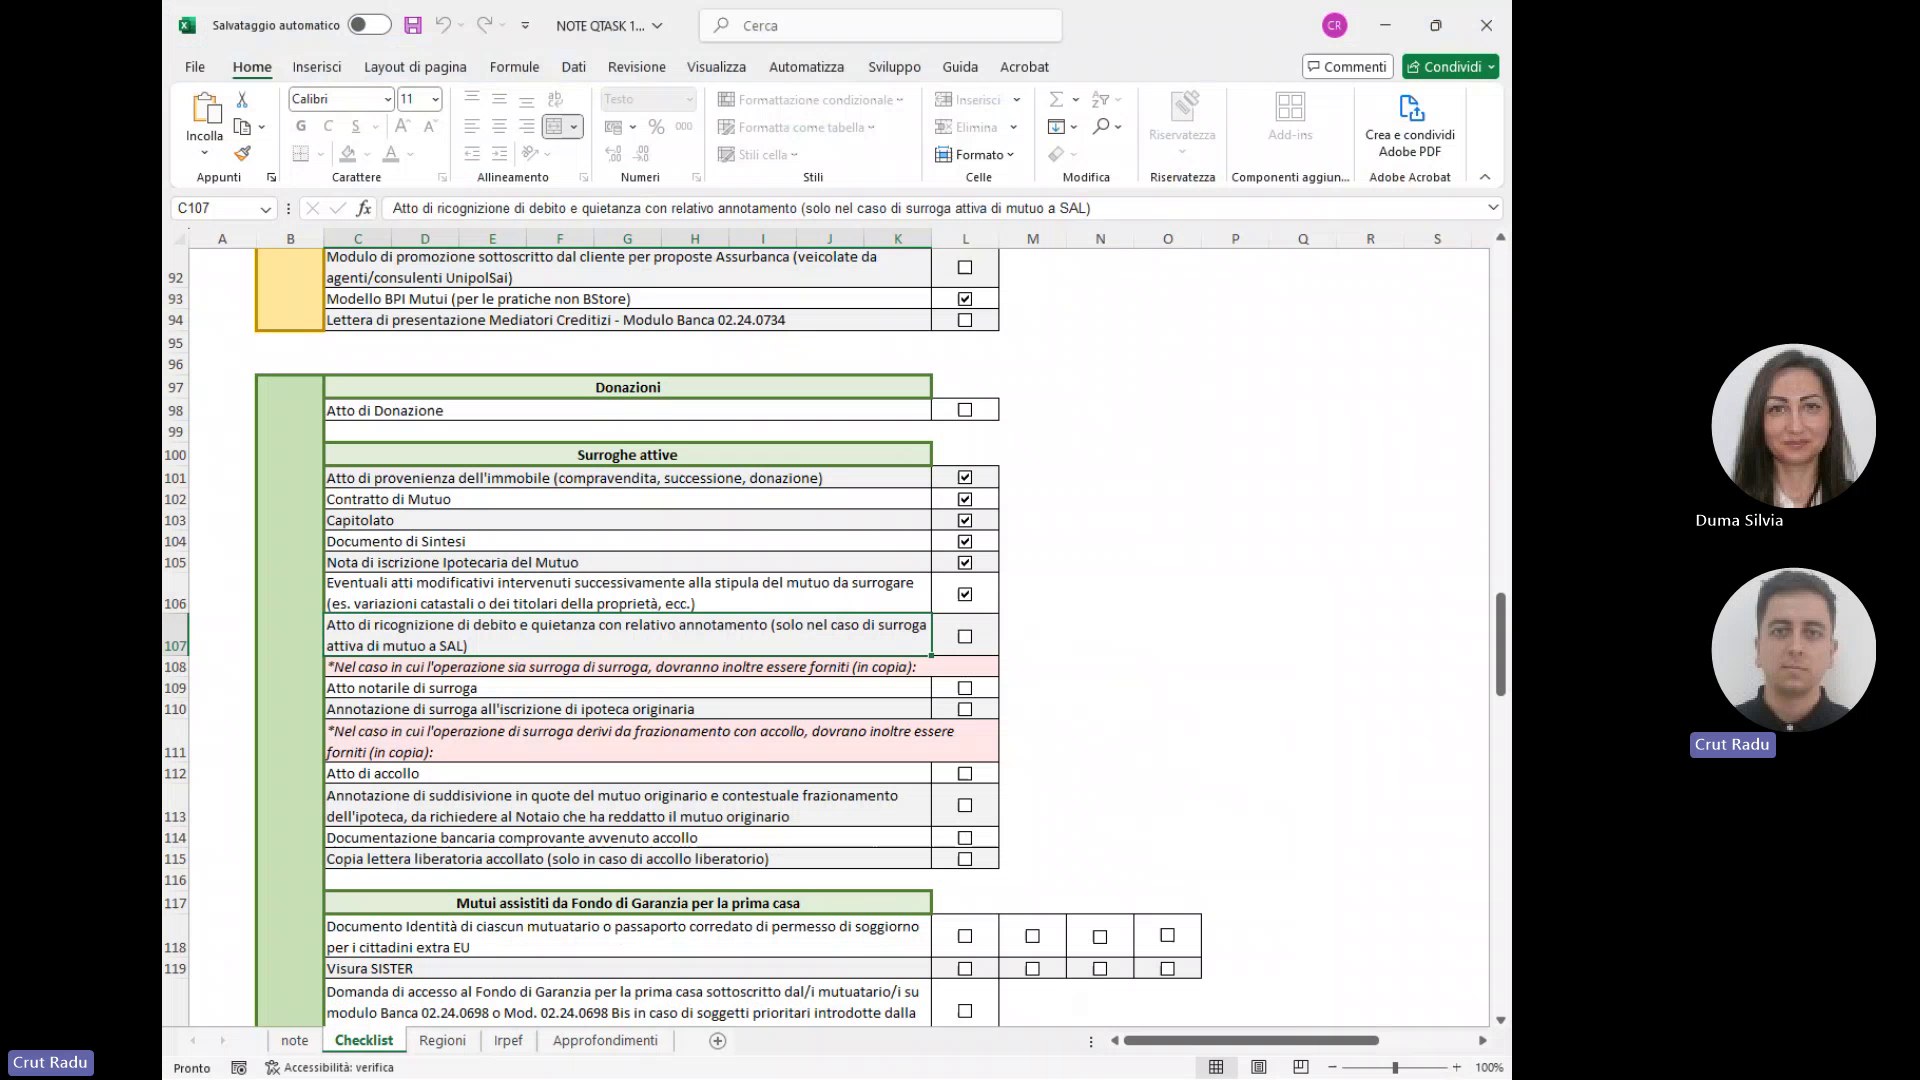 Salvataggio automatico
NOTE QTASK 1...
Cerca
CR
File
Home
Inserisci
Layout di pagina
Formule
Dati
Revisione
Visualizza
Automatizza
Sviluppo
Guida
Acrobat
Commenti
Condividi
Incolla
Appunti
Calibri
11
G C S
Carattere
Allineamento
Testo
% 000
Numeri
Formattazione condizionale
Formatta come tabella
Stili cella
Stili
Inserisci
Elimina
Formato
Celle
Modifica
Riservatezza
Riservatezza
Add-ins
Componenti aggiun...
Crea e condividi
Adobe PDF
Adobe Acrobat
C107
fx
Atto di ricognizione di debito e quietanza con relativo annotamento (solo nel caso di surroga attiva di mutuo a SAL)
A B C D E F G H I J K L M N O P Q R S
Modulo di promozione sottoscritto dal cliente per proposte Assurbanca (veicolate da
92 agenti/consulenti UnipolSai)
93 Modello BPI Mutui (per le pratiche non BStore)
94 Lettera di presentazione Mediatori Creditizi - Modulo Banca 02.24.0734
95
96
97 Donazioni
98 Atto di Donazione
99
100 Surroghe attive
101 Atto di provenienza dell'immobile (compravendita, successione, donazione)
102 Contratto di Mutuo
103 Capitolato
104 Documento di Sintesi
105 Nota di iscrizione Ipotecaria del Mutuo
Eventuali atti modificativi intervenuti successivamente alla stipula del mutuo da surrogare
106 (es. variazioni catastali o dei titolari della proprietà, ecc.)
Atto di ricognizione di debito e quietanza con relativo annotamento (solo nel caso di surroga
107 attiva di mutuo a SAL)
108 *Nel caso in cui l'operazione sia surroga di surroga, dovranno inoltre essere forniti (in copia):
109 Atto notarile di surroga
110 Annotazione di surroga all'iscrizione di ipoteca originaria
*Nel caso in cui l'operazione di surroga derivi da frazionamento con accollo, dovrano inoltre essere
111 forniti (in copia):
112 Atto di accollo
Annotazione di suddisivione in quote del mutuo originario e contestuale frazionamento
113 dell'ipoteca, da richiedere al Notaio che ha reddatto il mutuo originario
114 Documentazione bancaria comprovante avvenuto accollo
115 Copia lettera liberatoria accollato (solo in caso di accollo liberatorio)
116
117 Mutui assistiti da Fondo di Garanzia per la prima casa
Documento Identità di ciascun mutuatario o passaporto corredato di permesso di soggiorno
118 per i cittadini extra EU
119 Visura SISTER
Domanda di accesso al Fondo di Garanzia per la prima casa sottoscritto dal/i mutuatario/i su
modulo Banca 02.24.0698 o Mod. 02.24.0698 Bis in caso di soggetti prioritari introdotte dalla
note
Checklist
Regioni
Irpef
Approfondimenti
Pronto
Accessibilità: verifica
100%
Duma Silvia
Crut Radu
Crut Radu